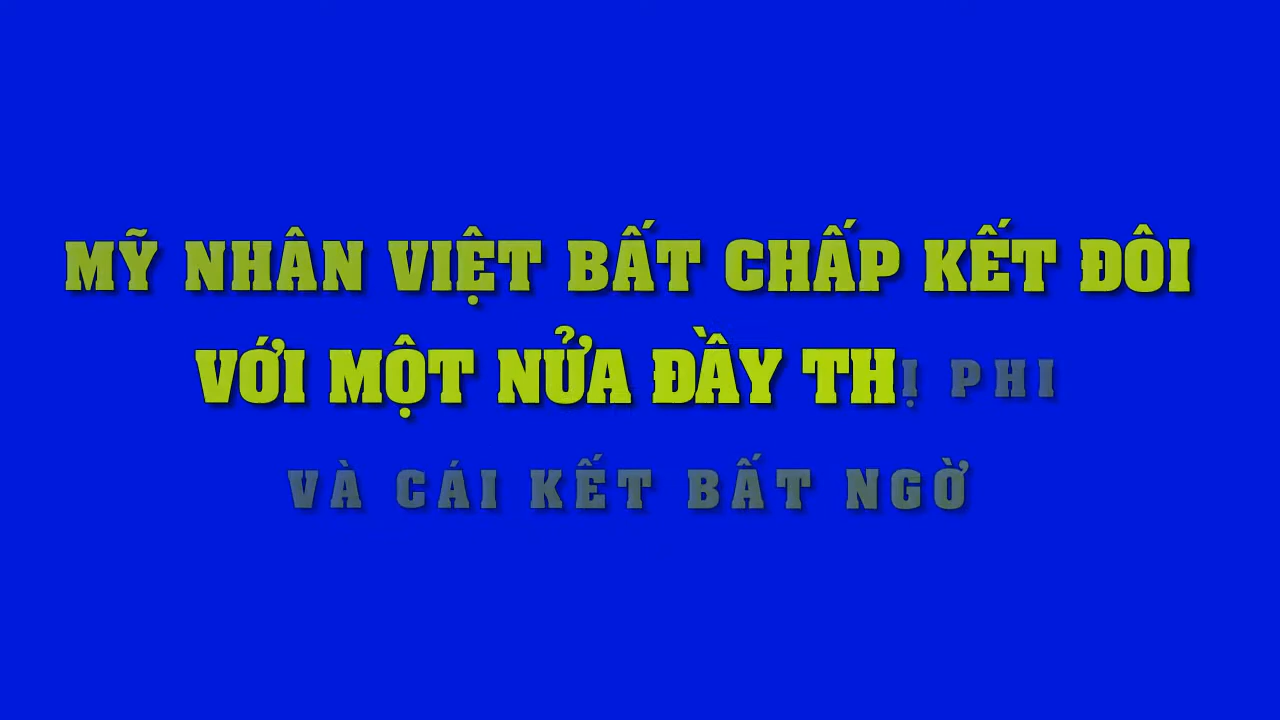 MỸ NHÂN VIỆT BẤT CHẤP KẾT ĐÔI
VỚI MỘT NỬA ĐẦY THỊ PHI
VÀ CÁI KẾT BẤT NGỜ